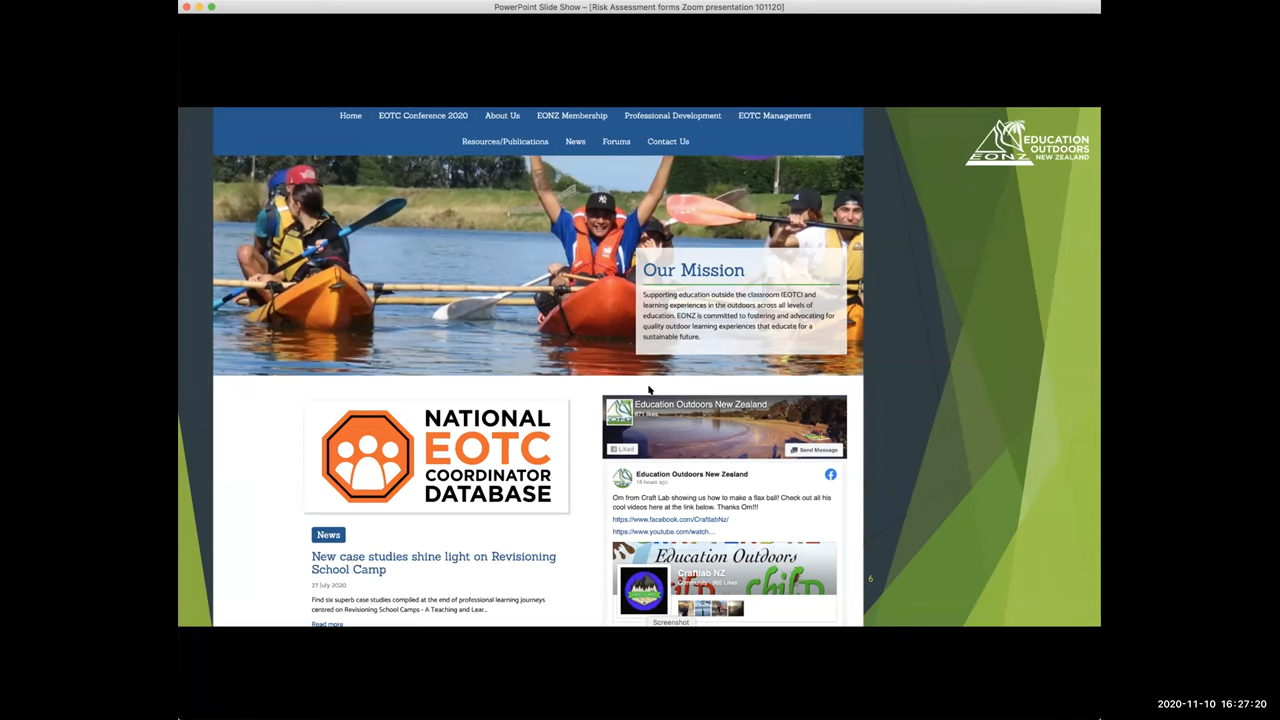 PowerPoint Slide Show – [Risk Assessment forms Zoom presentation 101120]
Home EOTC Conference 2020 About Us EONZ Membership Professional Development EOTC Management
Resources/Publications News Forums Contact Us
EONZ
EDUCATION
OUTDOORS
NEW ZEALAND
Our Mission
Supporting education outside the classroom (EOTC) and
learning experiences in the outdoors across all levels of
education. EONZ is committed to fostering and advocating for
quality outdoor learning experiences that educate for a
sustainable future.
NATIONAL
EOTC
COORDINATOR
DATABASE
News
New case studies shine light on Revisioning
School Camp
27 July 2020
Find six superb case studies compiled at the end of professional learning journeys
centred on Revisioning School Camps - A Teaching and Lear...
Read more
Education Outdoors New Zealand
871 likes
Liked
Send Message
Education Outdoors New Zealand
16 hours ago
Om from Craft Lab showing us how to make a flax ball! Check out all his
cool videos here at the link below. Thanks Om!!!
https://www.facebook.com/CraftlabNz/
https://www.youtube.com/watch....
Education Outdoors
Craftlab NZ
Community · 965 Likes
Screenshot
6
2020-11-10 16:27:20